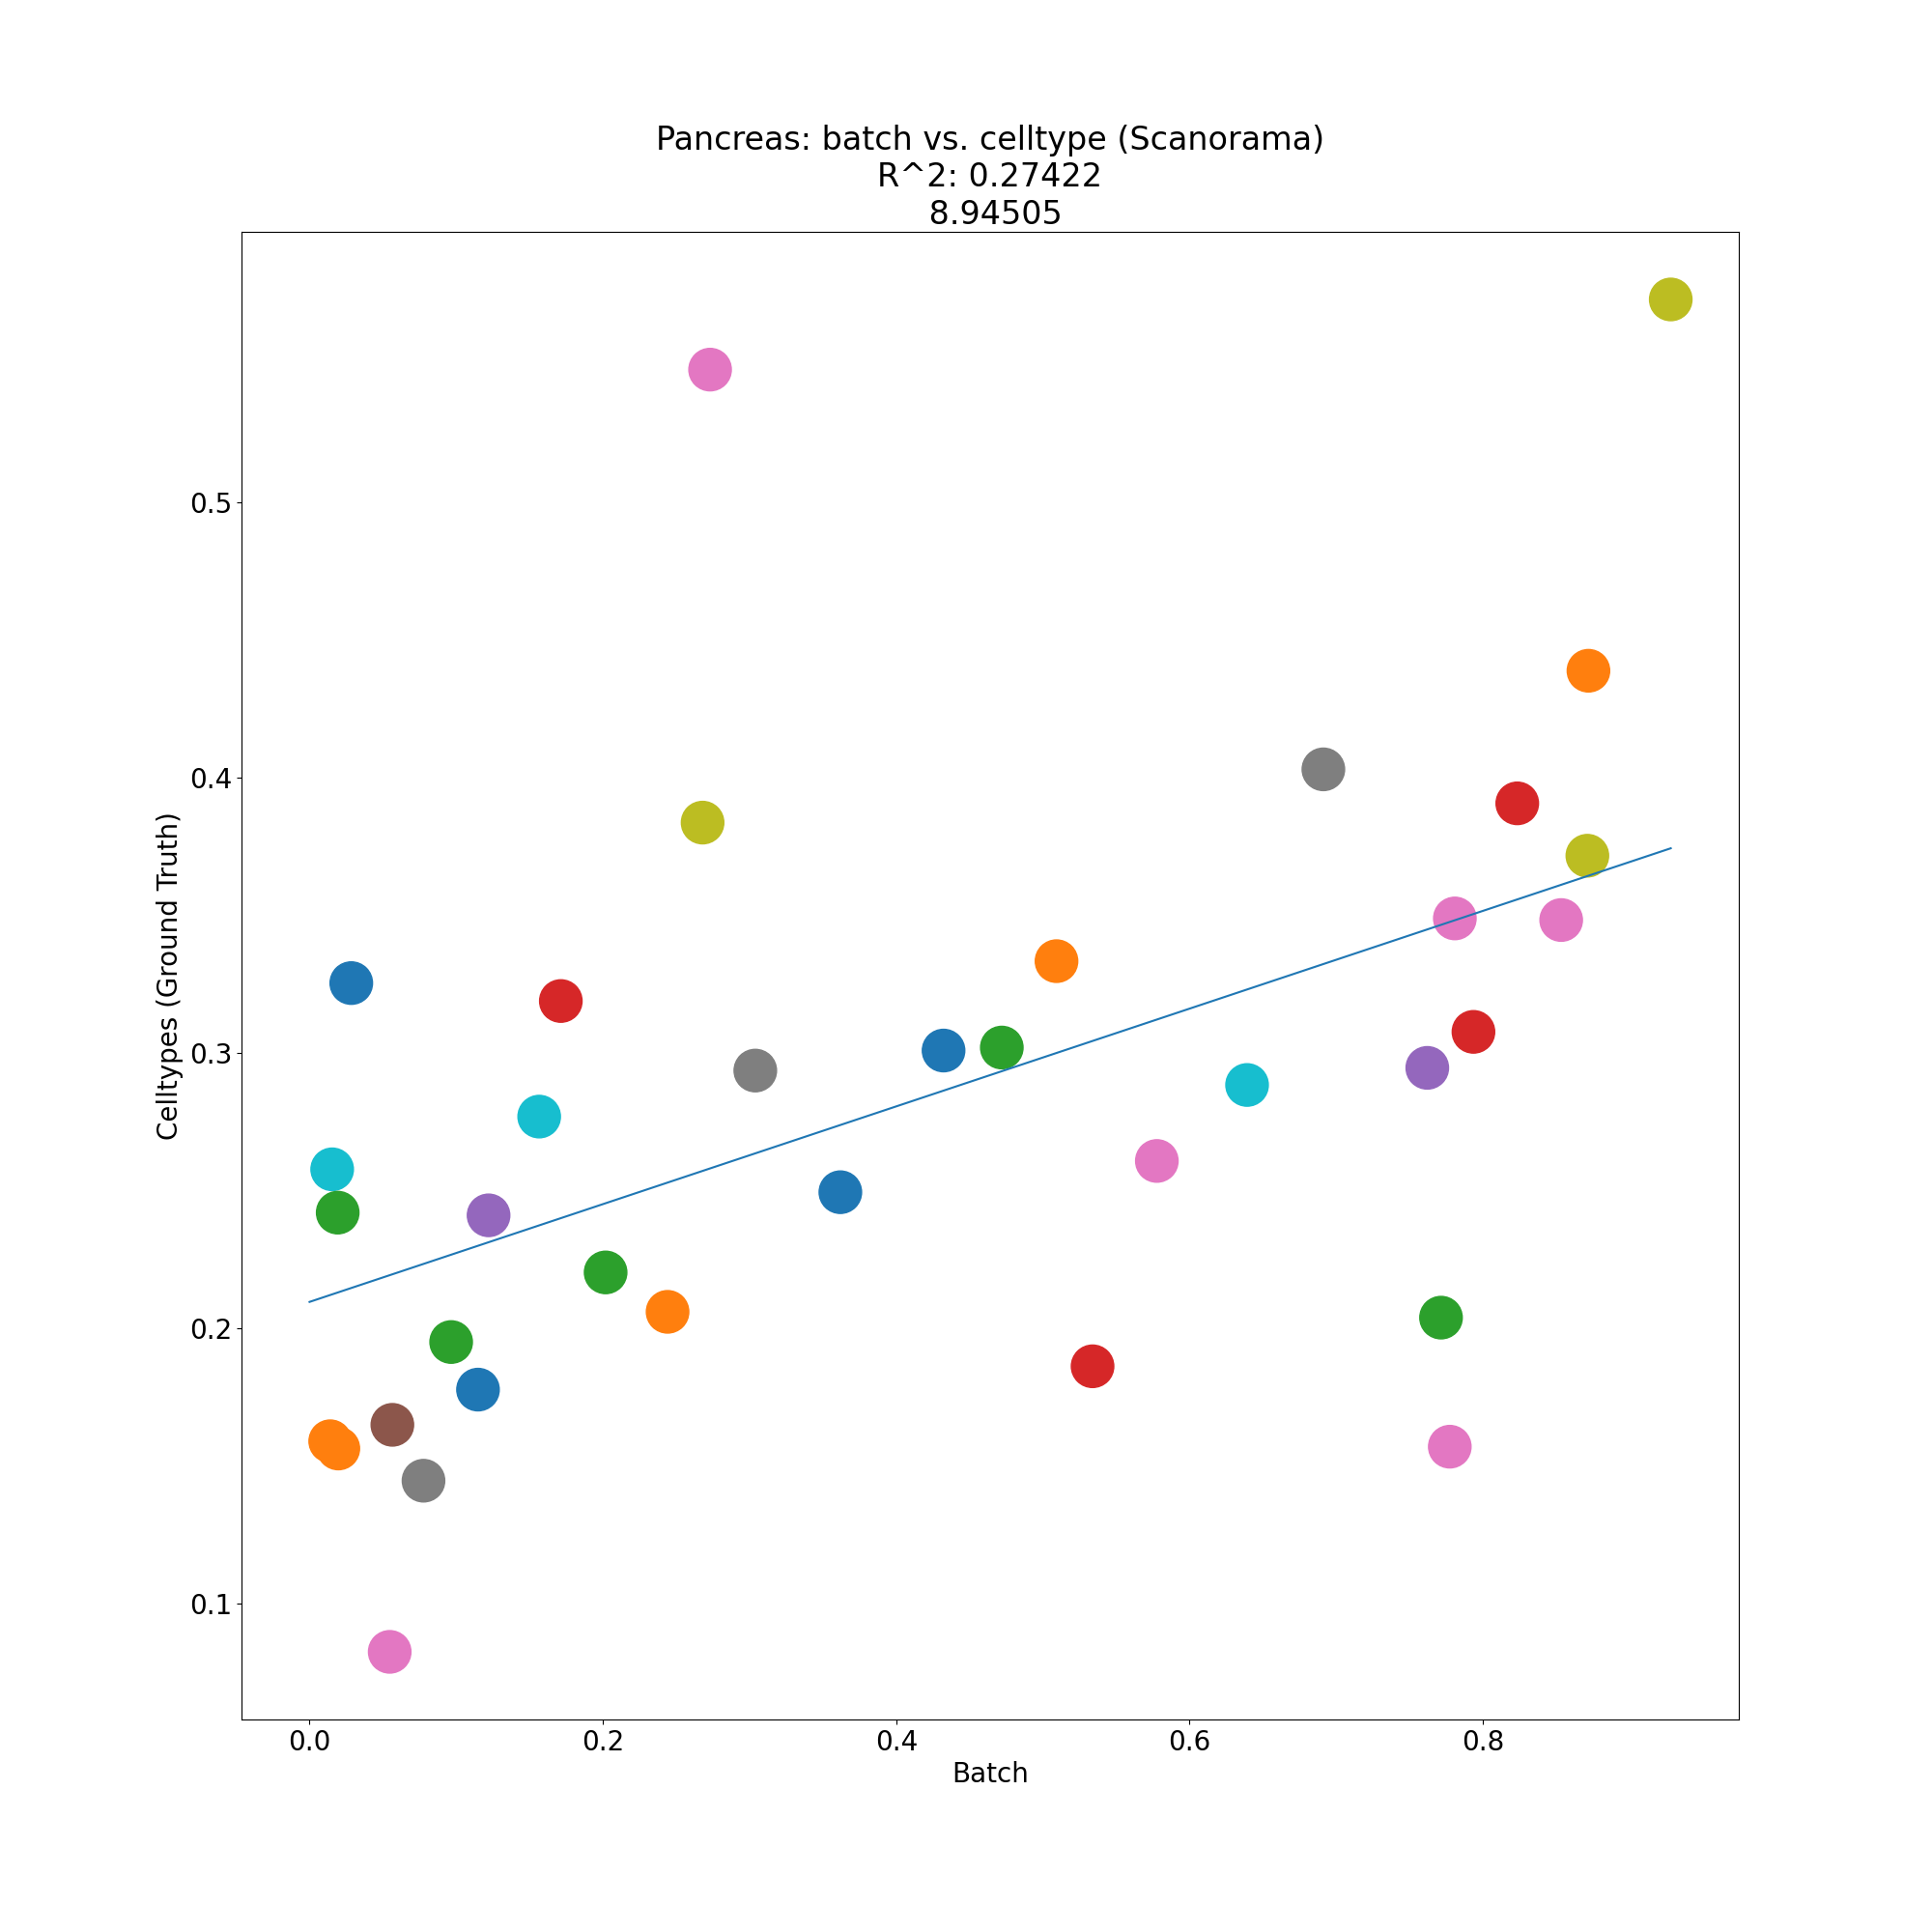 Pancreas: batch vs. celltype (Scanorama)
R^2: 0.27422
8.94505
Celltypes (Ground Truth)
0.5
0.4
0.3
0.2
0.1
0.0 0.2 0.4 0.6 0.8
Batch